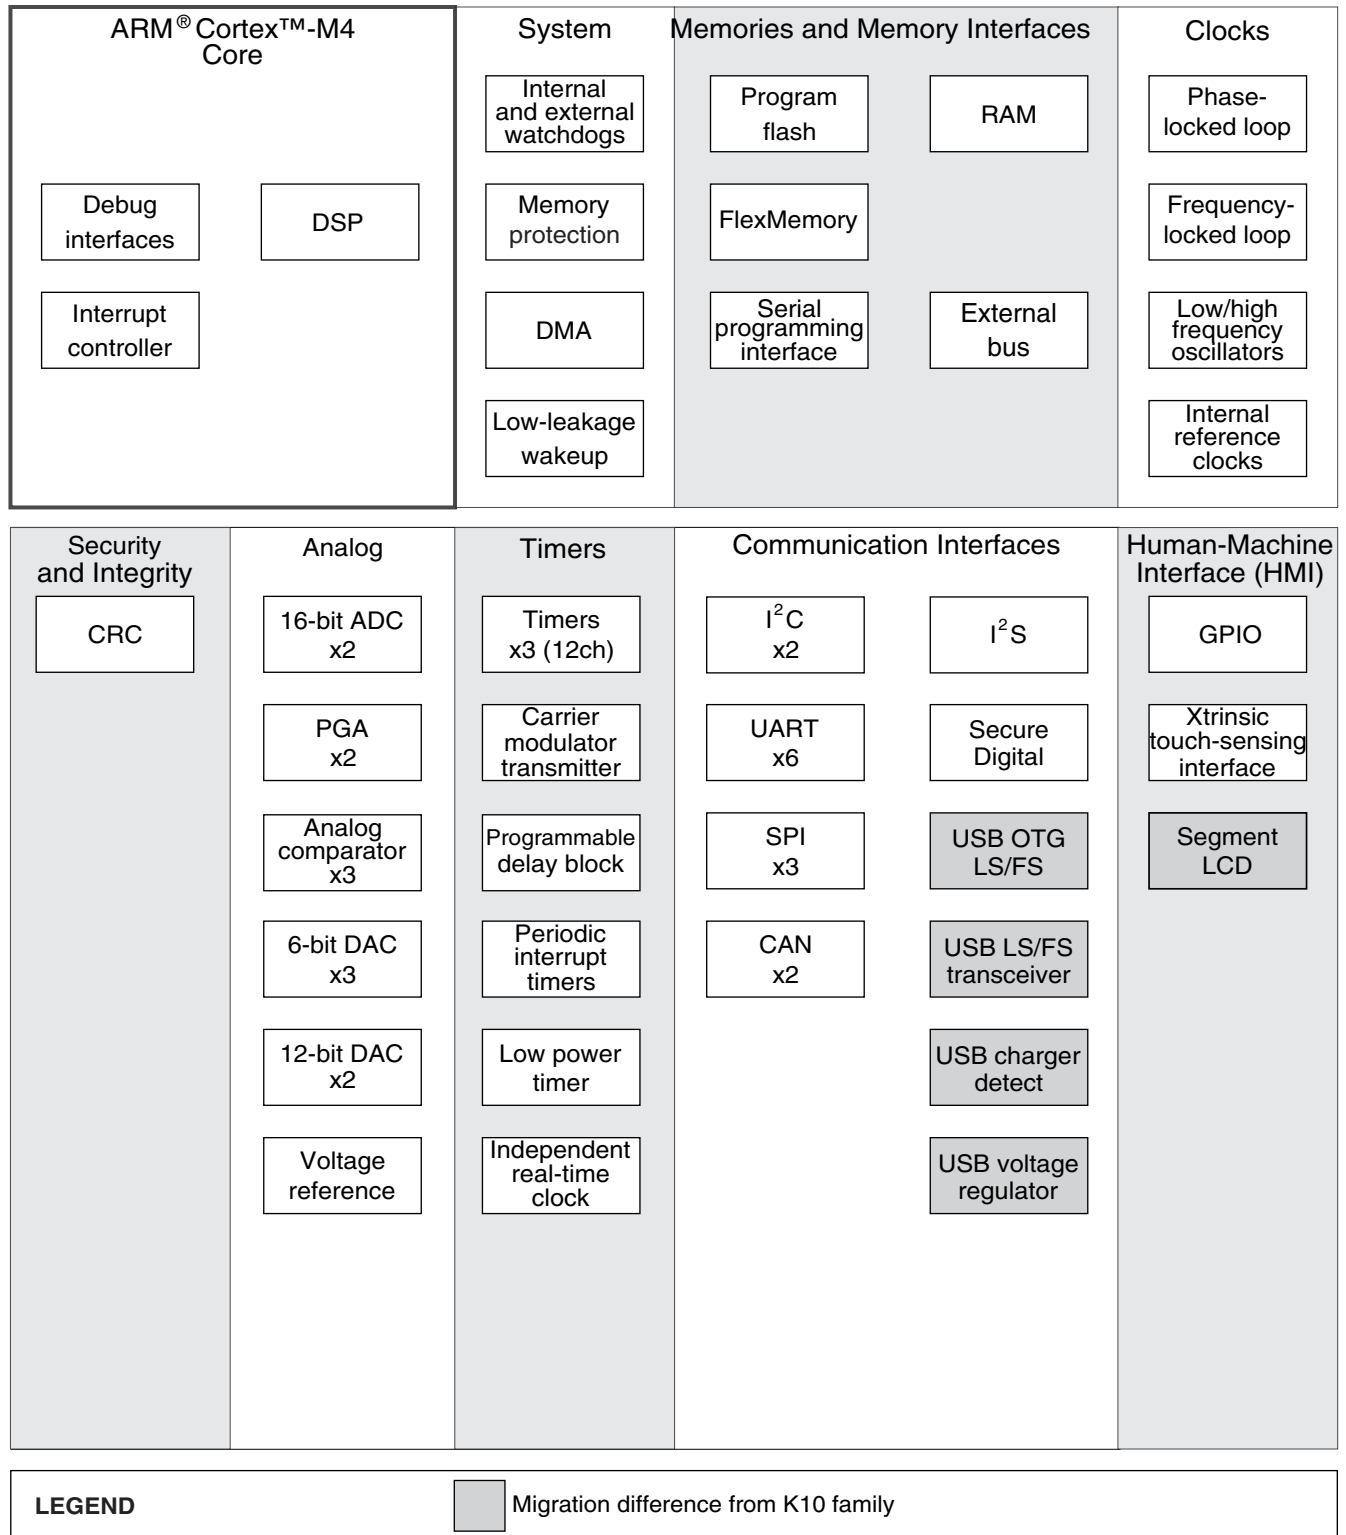 ARM® Cortex™-M4
Core
Debug
interfaces
DSP
Interrupt
controller
System
Internal
and external
watchdogs
Memory
protection
DMA
Low-leakage
wakeup
Memories and Memory Interfaces
Program
flash
RAM
FlexMemory
Serial
programming
interface
External
bus
Clocks
Phase-
locked loop
Frequency-
locked loop
Low/high
frequency
oscillators
Internal
reference
clocks
Security
and Integrity
CRC
Analog
16-bit ADC
x2
PGA
x2
Analog
comparator
x3
6-bit DAC
x3
12-bit DAC
x2
Voltage
reference
Timers
Timers
x3 (12ch)
Carrier
modulator
transmitter
Programmable
delay block
Periodic
interrupt
timers
Low power
timer
Independent
real-time
clock
Communication Interfaces
I²C
x2
UART
x6
SPI
x3
CAN
x2
I²S
Secure
Digital
USB OTG
LS/FS
USB LS/FS
transceiver
USB charger
detect
USB voltage
regulator
Human-Machine
Interface (HMI)
GPIO
Xtrinsic
touch-sensing
interface
Segment
LCD
LEGEND
Migration difference from K10 family